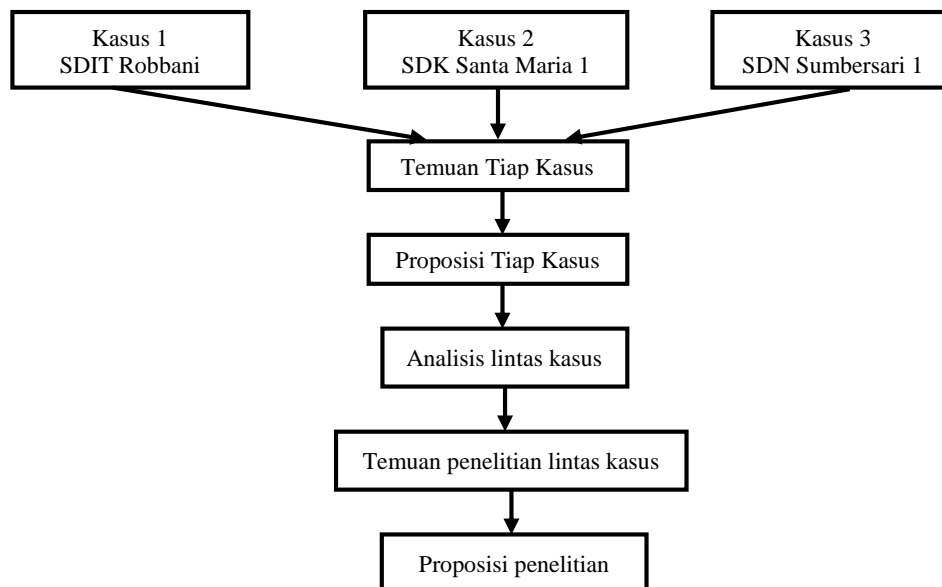 Kasus 1
SDIT Robbani
Kasus 2
SDK Santa Maria 1
Kasus 3
SDN Sumbersari 1
Temuan Tiap Kasus
Proposisi Tiap Kasus
Analisis lintas kasus
Temuan penelitian lintas kasus
Proposisi penelitian